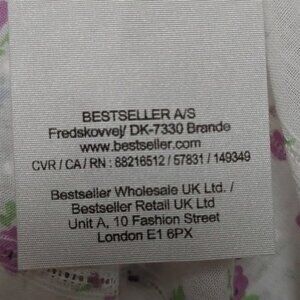 BESTSELLER A/S
Fredskovvej/ DK-7330 Brande
www.bestseller.com
CVR / CA / RN : 88216512 / 57831 / 149349
Bestseller Wholesale UK Ltd. /
Bestseller Retail UK Ltd
Unit A, 10 Fashion Street
London E1 6PX